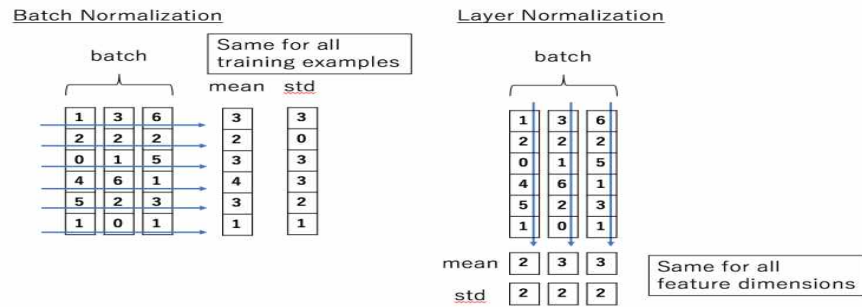 Batch Normalization
batch
Same for all
training examples
mean std
1 3 6 3 3
2 2 2 2 0
0 1 5 3 3
4 6 1 4 3
5 2 3 3 2
1 0 1 1 1
Layer Normalization
batch
1 3 6
2 2 2
0 1 5
4 6 1
5 2 3
1 0 1
mean 2 3 3
std 2 2 2
Same for all
feature dimensions